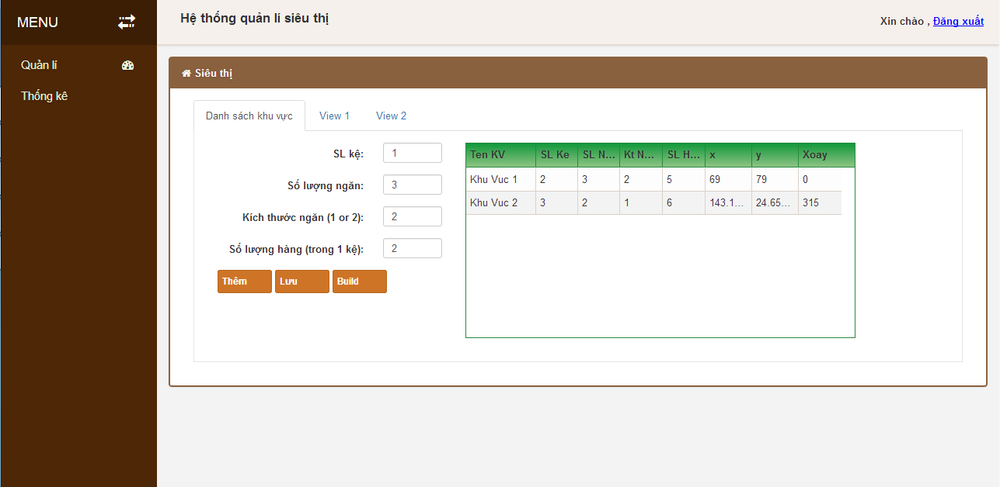 MENU
Hệ thống quản lí siêu thị
Xin chào , Đăng xuất
Quản lí
Thống kê
Siêu thị
Danh sách khu vực View 1 View 2
SL kệ: 1
Số lượng ngăn: 3
Kích thước ngăn (1 or 2): 2
Số lượng hàng (trong 1 kệ): 2
Thêm Lưu Build
Ten KV SL Ke SL N... Kt N... SL H... x y Xoay
Khu Vuc 1 2 3 2 5 69 79 0
Khu Vuc 2 3 2 1 6 143.1... 24.65... 315